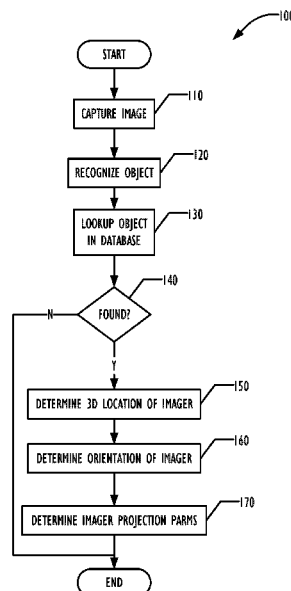 100
START
110
CAPTURE IMAGE
120
RECOGNIZE OBJECT
130
LOOKUP OBJECT
IN DATABASE
140
FOUND?
N
Y
150
DETERMINE 3D LOCATION OF IMAGER
160
DETERMINE ORIENTATION OF IMAGER
170
DETERMINE IMAGER PROJECTION PARMS
END